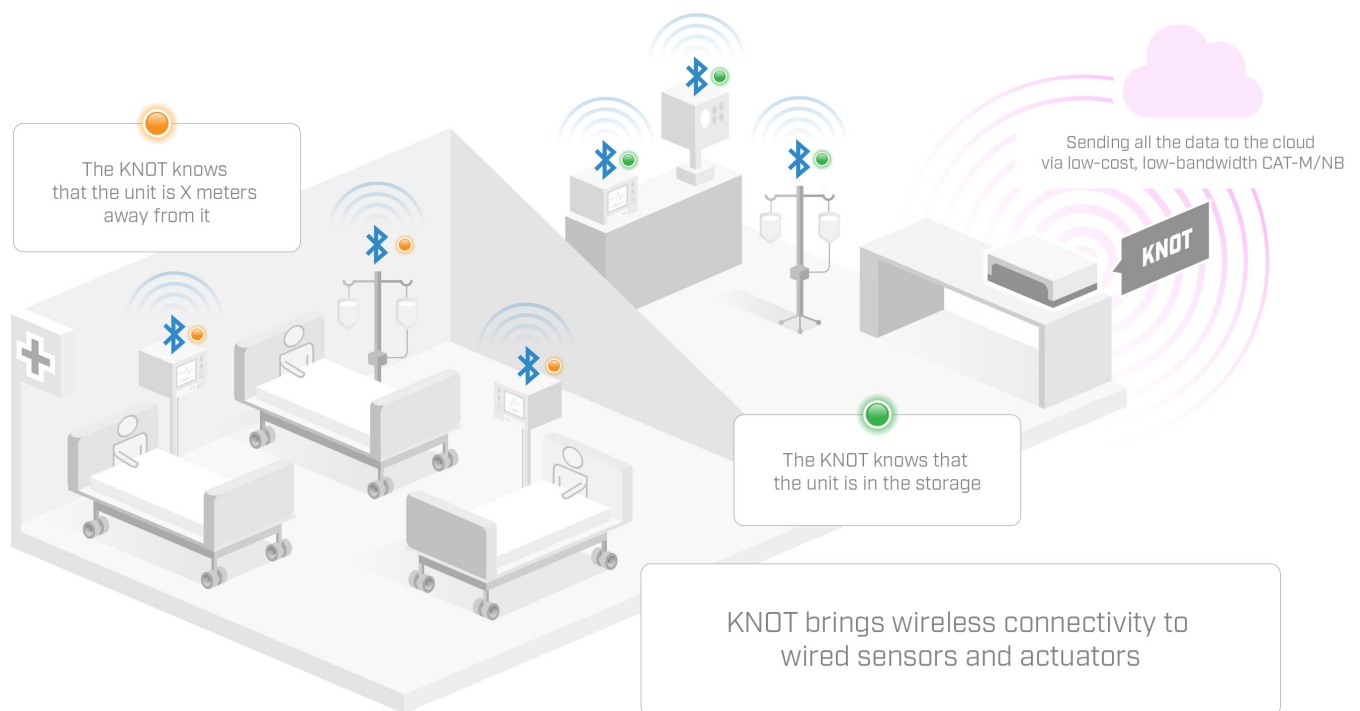 The KNOT knows
that the unit is X meters
away from it
Sending all the data to the cloud
via low-cost, low-bandwidth CAT-M/NB
KNOT
The KNOT knows that
the unit is in the storage
KNOT brings wireless connectivity to
wired sensors and actuators